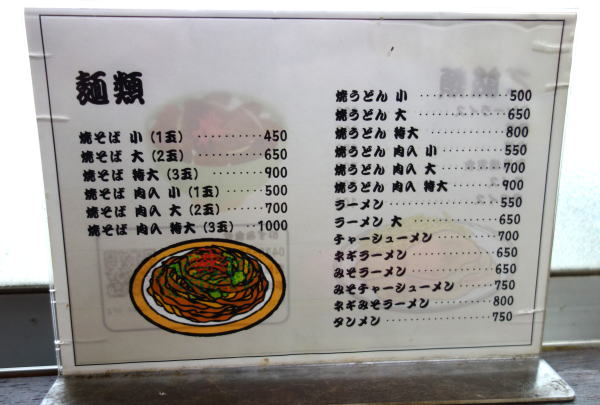 麺類
焼そば 小 (1玉) ・・・・・・・・・・450
焼そば 大 (2玉) ・・・・・・・・・・650
焼そば 特大 (3玉) ・・・・・・・・900
焼そば 肉入 小 (1玉) ・・・・・500
焼そば 肉入 大 (2玉) ・・・・・700
焼そば 肉入 特大 (3玉) ・・・1000
焼うどん 小 ・・・・・・・・・・・・・500
焼うどん 大 ・・・・・・・・・・・・・650
焼うどん 特大 ・・・・・・・・・・・800
焼うどん 肉入 小 ・・・・・・・・550
焼うどん 肉入 大 ・・・・・・・・700
焼うどん 肉入 特大 ・・・・・・900
ラーメン ・・・・・・・・・・・・・・・550
ラーメン 大 ・・・・・・・・・・・・・650
チャーシューメン ・・・・・・・・700
ネギラーメン ・・・・・・・・・・・・650
みそラーメン ・・・・・・・・・・・・650
みそチャーシューメン ・・・・・750
ネギみそラーメン ・・・・・・・・800
タンメン ・・・・・・・・・・・・・・・750